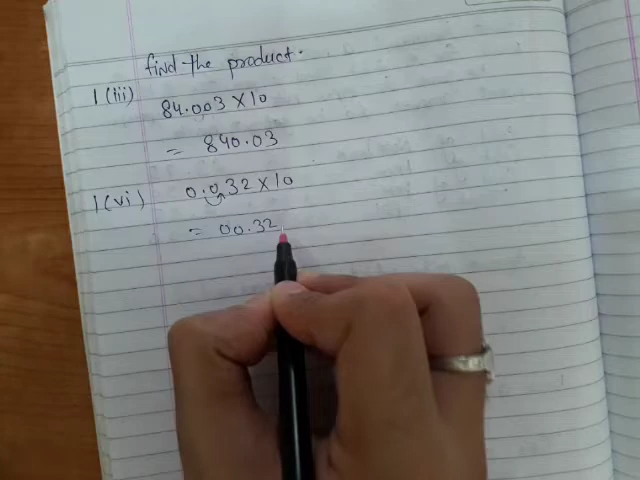 find the product.
1 (iii) 84.003 × 10
= 840.03
1 (vi) 0.032 × 10
= 00.32